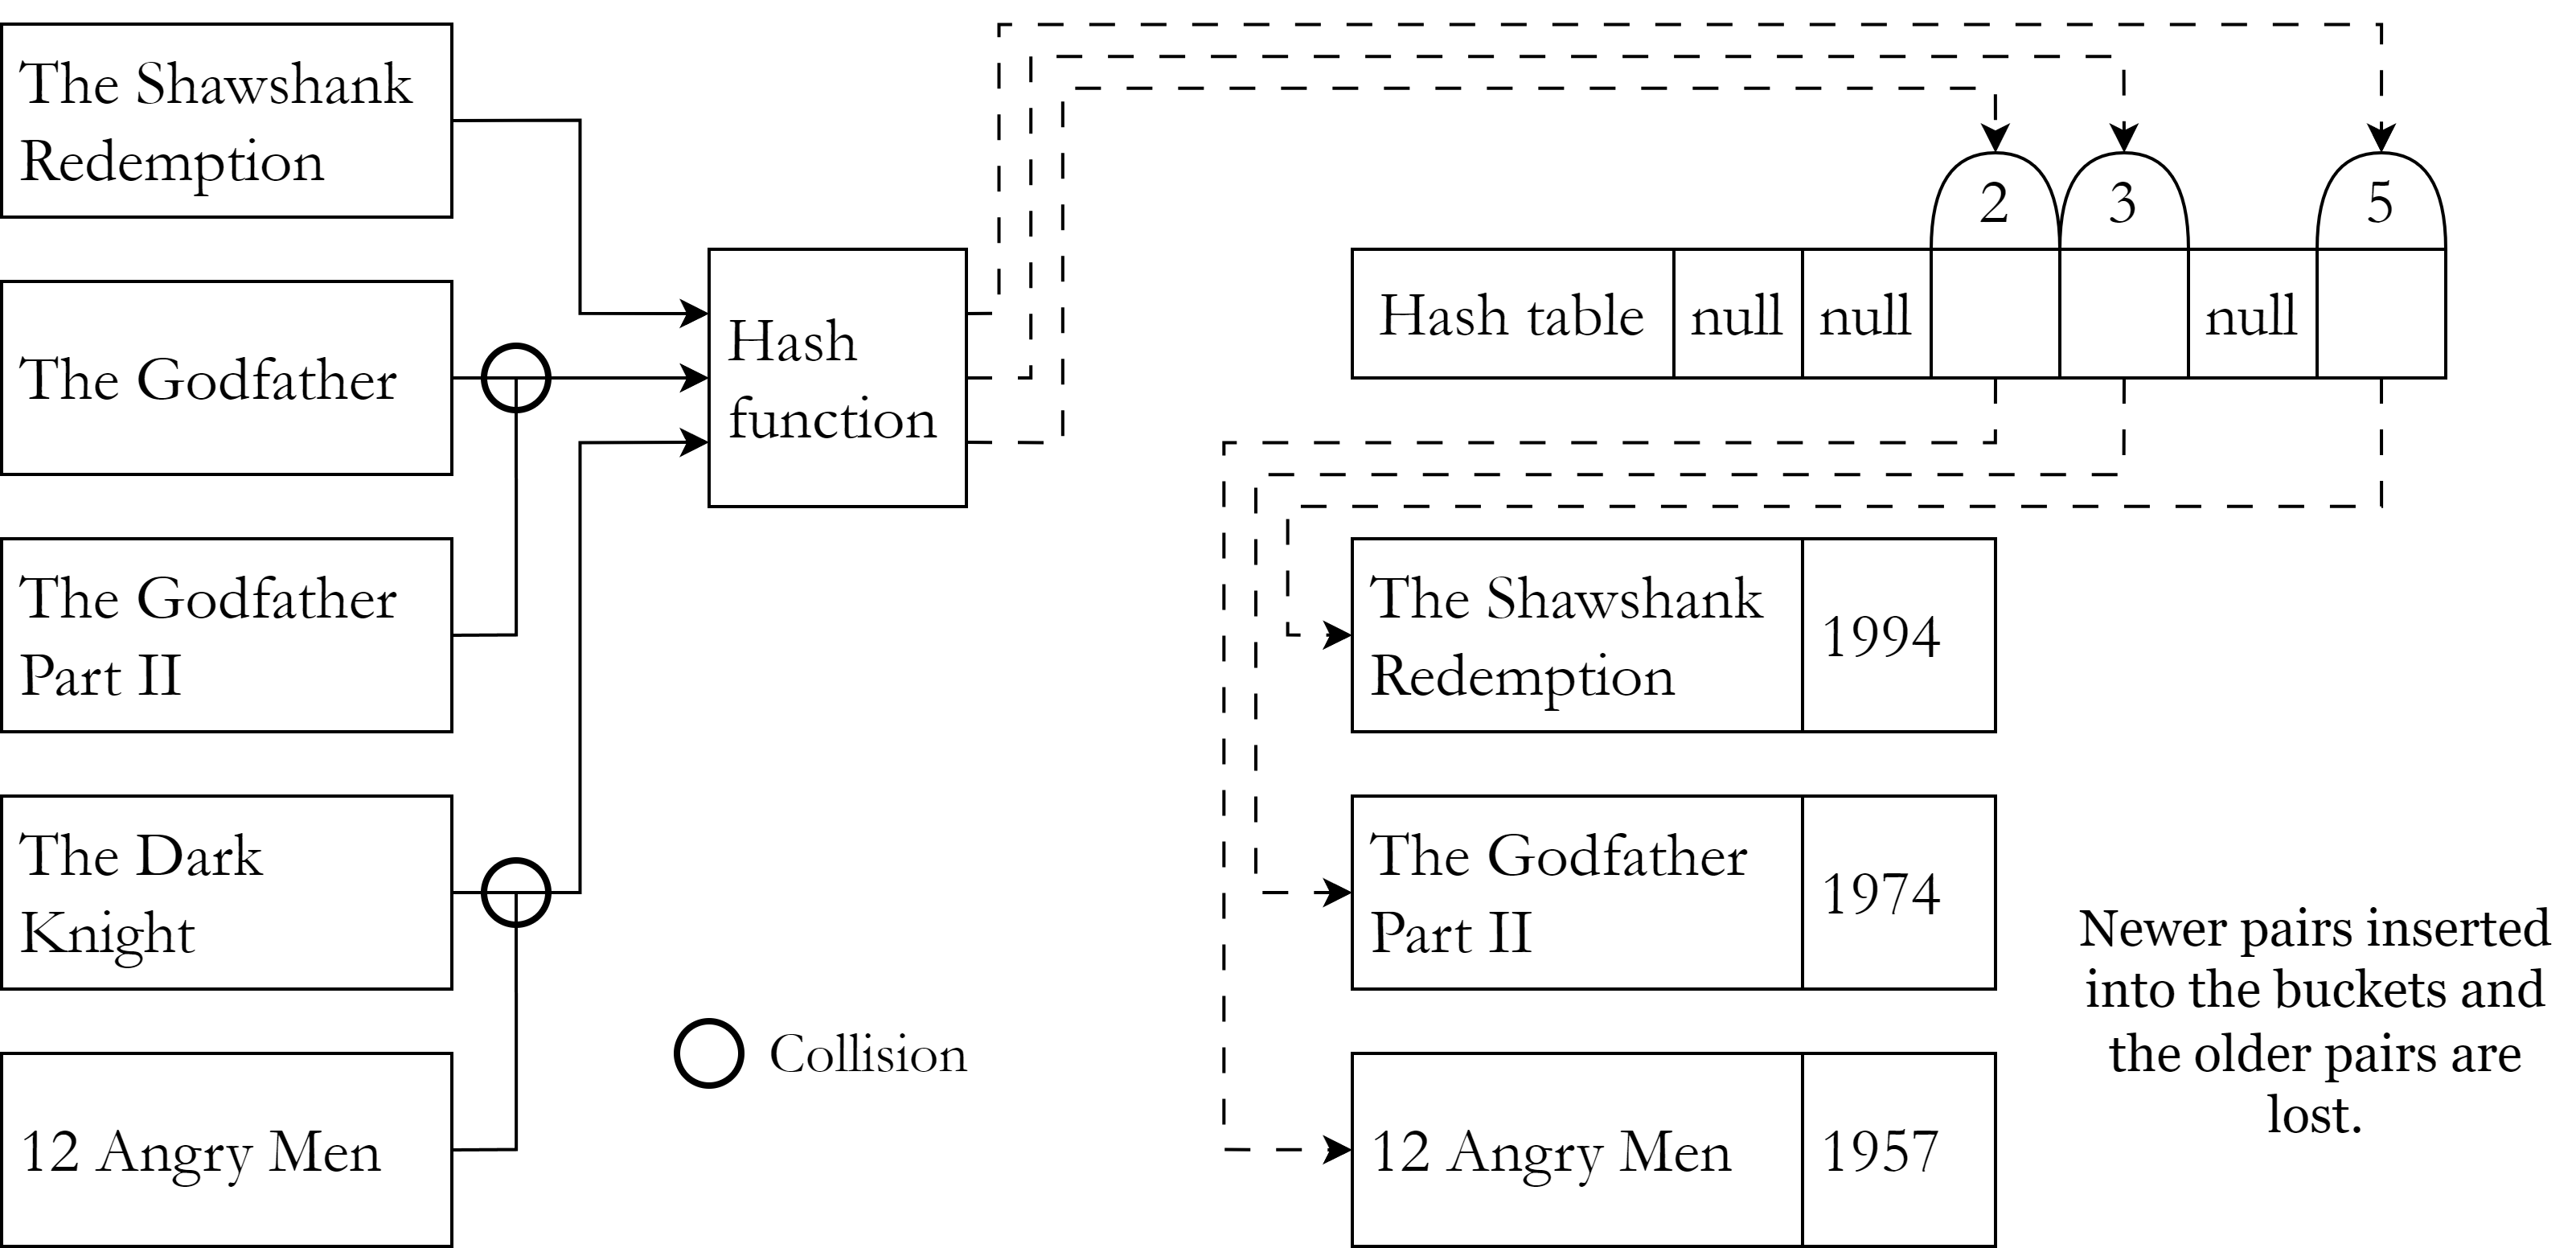 The Shawshank
Redemption
The Godfather
The Godfather
Part II
The Dark
Knight
12 Angry Men
Hash
function
Collision
2
3
5
Hash table
null
null
null
The Shawshank
Redemption
1994
The Godfather
Part II
1974
12 Angry Men
1957
Newer pairs inserted
into the buckets and
the older pairs are
lost.